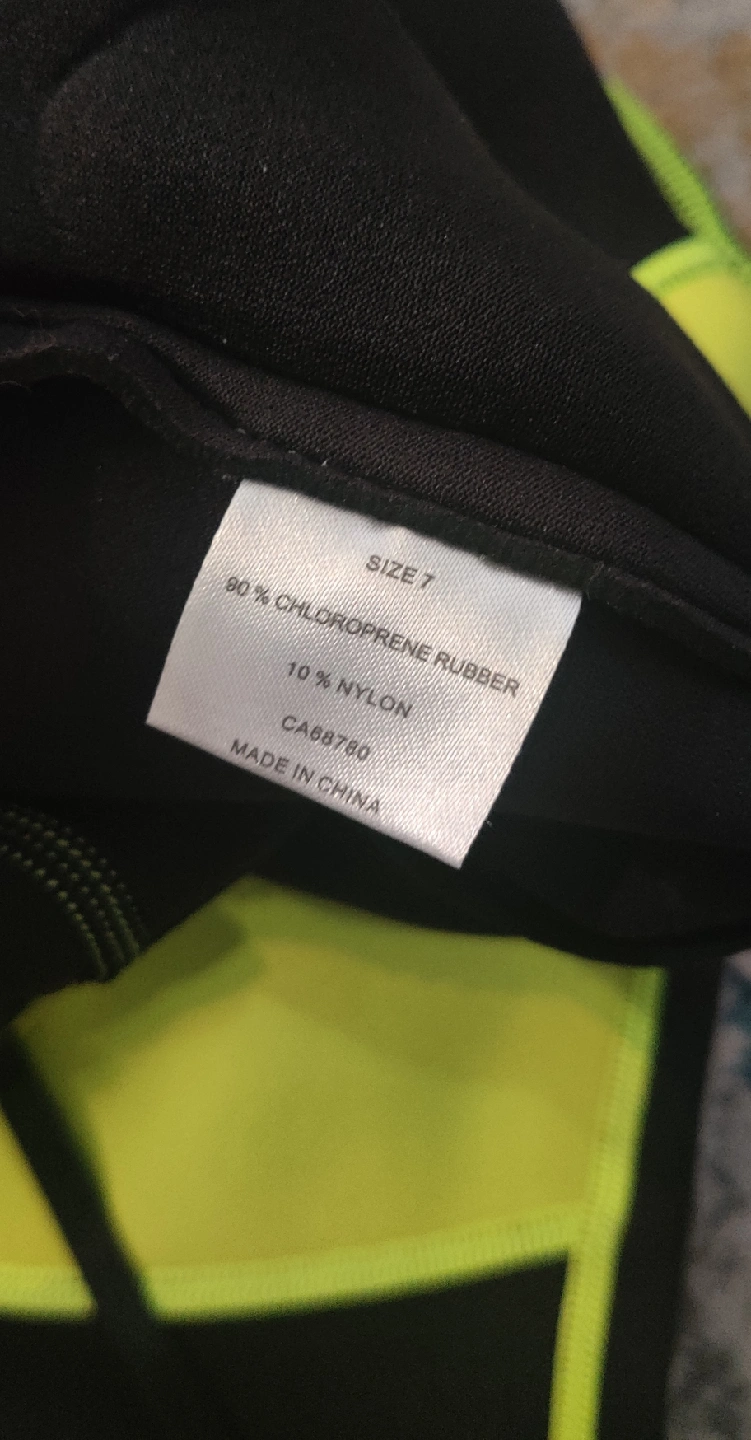 SIZE 7
90 % CHLOROPRENE RUBBER
10 % NYLON
CA68760
MADE IN CHINA